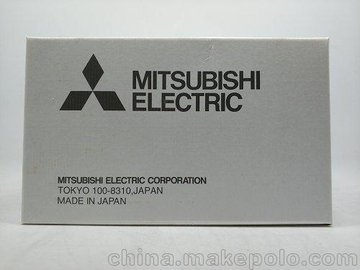 MITSUBISHI
ELECTRIC
MITSUBISHI ELECTRIC CORPORATION
TOKYO 100-8310,JAPAN
MADE IN JAPAN
china.makepolo.com